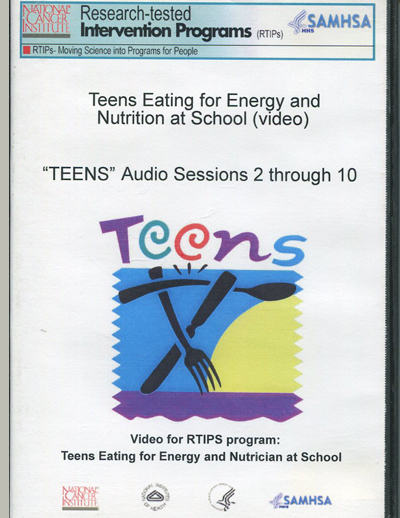 NATIONAL
CANCER
INSTITUTE
Research-tested
Intervention Programs (RTIPs)
SAMHSA
HHS
RTIPs- Moving Science into Programs for People
Teens Eating for Energy and
Nutrition at School (video)
“TEENS” Audio Sessions 2 through 10
Teens
Video for RTIPS program:
Teens Eating for Energy and Nutrician at School
NATIONAL
CANCER
INSTITUTE
SAMHSA